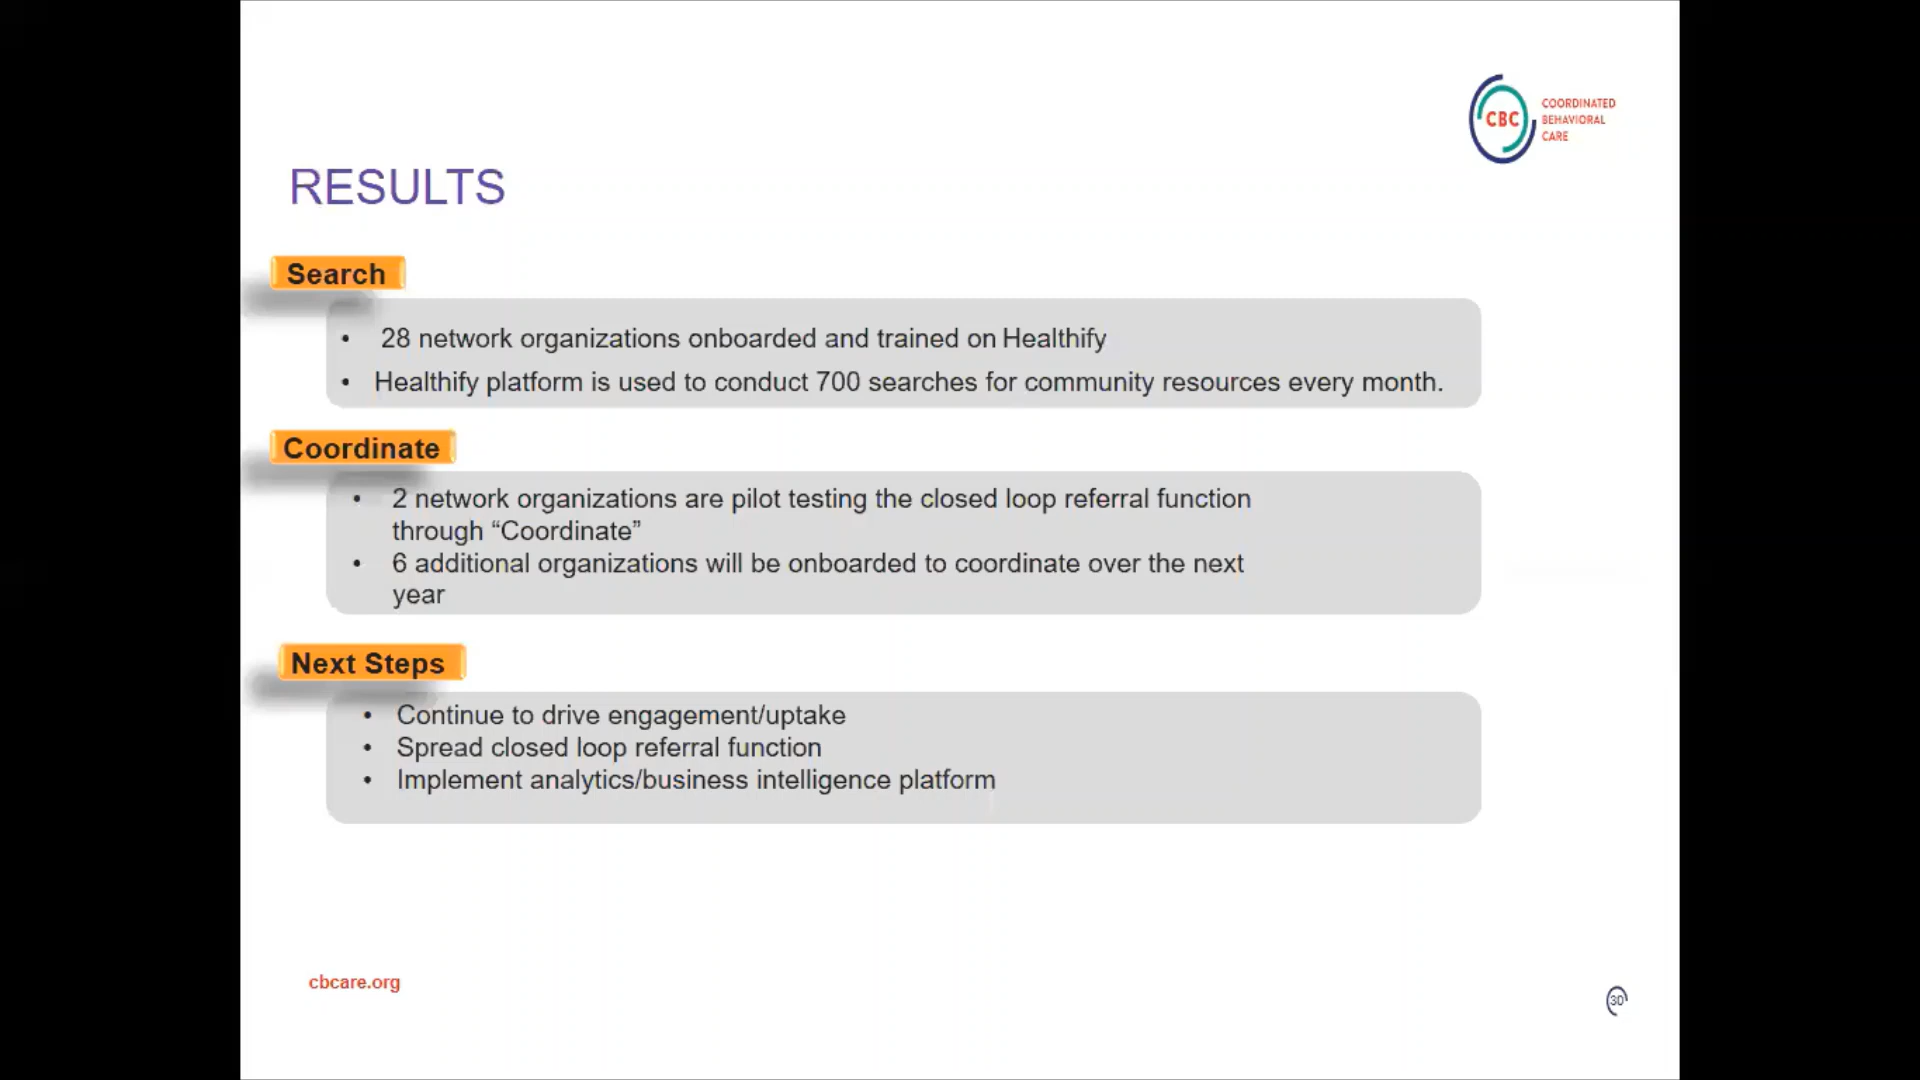 CBC
COORDINATED
BEHAVIORAL
CARE
RESULTS
Search
• 28 network organizations onboarded and trained on Healthify
• Healthify platform is used to conduct 700 searches for community resources every month.
Coordinate
• 2 network organizations are pilot testing the closed loop referral function
through “Coordinate”
• 6 additional organizations will be onboarded to coordinate over the next
year
Next Steps
• Continue to drive engagement/uptake
• Spread closed loop referral function
• Implement analytics/business intelligence platform
cbcare.org
30